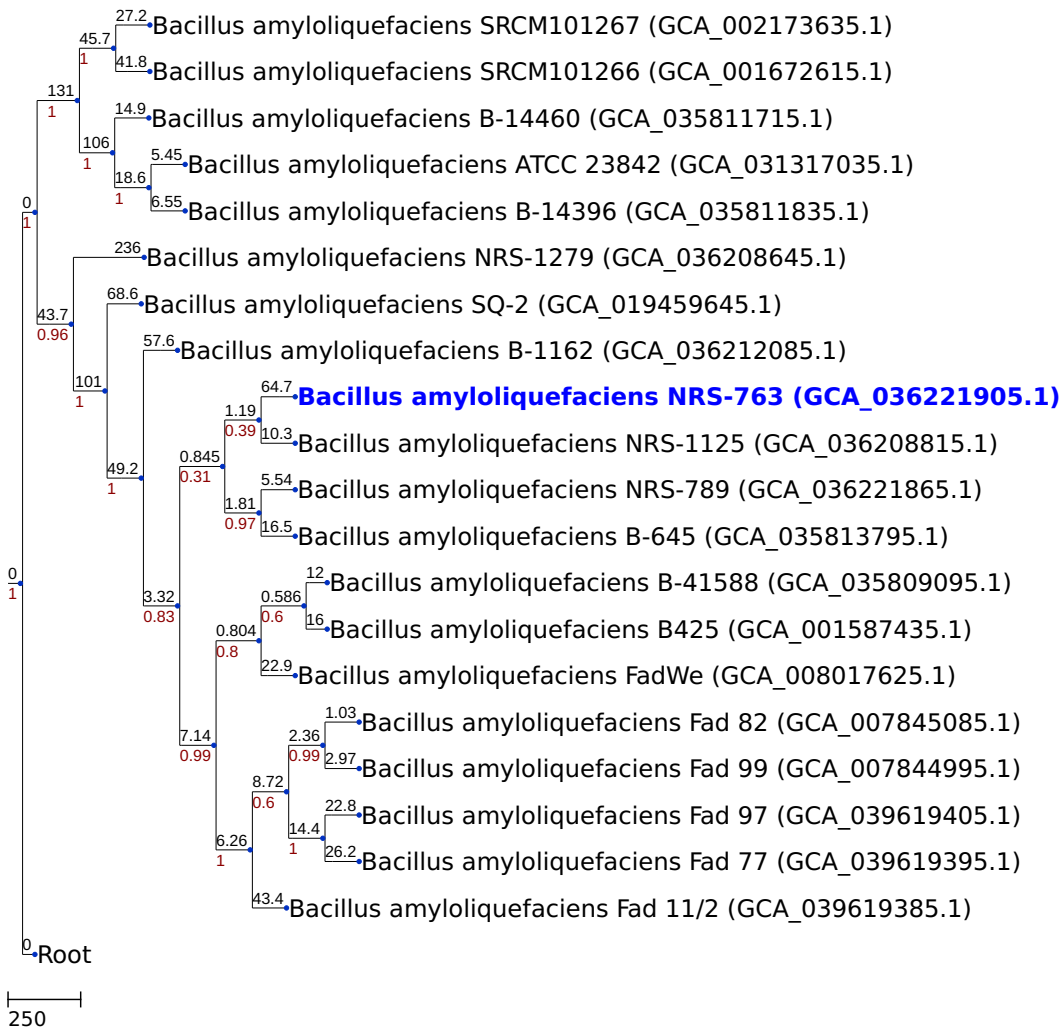 27.2 Bacillus amyloliquefaciens SRCM101267 (GCA_002173635.1)
45.7
1
41.8 Bacillus amyloliquefaciens SRCM101266 (GCA_001672615.1)
131
1
14.9 Bacillus amyloliquefaciens B-14460 (GCA_035811715.1)
106
1
5.45 Bacillus amyloliquefaciens ATCC 23842 (GCA_031317035.1)
18.6
1
6.55 Bacillus amyloliquefaciens B-14396 (GCA_035811835.1)
0
1
236 Bacillus amyloliquefaciens NRS-1279 (GCA_036208645.1)
68.6 Bacillus amyloliquefaciens SQ-2 (GCA_019459645.1)
43.7
0.96
57.6 Bacillus amyloliquefaciens B-1162 (GCA_036212085.1)
101
1
64.7 Bacillus amyloliquefaciens NRS-763 (GCA_036221905.1)
1.19
0.39
10.3 Bacillus amyloliquefaciens NRS-1125 (GCA_036208815.1)
0.845
0.31
49.2
1
5.54 Bacillus amyloliquefaciens NRS-789 (GCA_036221865.1)
1.81
0.97
16.5 Bacillus amyloliquefaciens B-645 (GCA_035813795.1)
0
1
12 Bacillus amyloliquefaciens B-41588 (GCA_035809095.1)
3.32
0.83
0.586
0.6
16 Bacillus amyloliquefaciens B425 (GCA_001587435.1)
0.804
0.8
22.9 Bacillus amyloliquefaciens FadWe (GCA_008017625.1)
1.03 Bacillus amyloliquefaciens Fad 82 (GCA_007845085.1)
7.14
0.99
2.36
0.99
2.97 Bacillus amyloliquefaciens Fad 99 (GCA_007844995.1)
8.72
0.6
22.8 Bacillus amyloliquefaciens Fad 97 (GCA_039619405.1)
14.4
1
6.26
1
26.2 Bacillus amyloliquefaciens Fad 77 (GCA_039619395.1)
43.4 Bacillus amyloliquefaciens Fad 11/2 (GCA_039619385.1)
0 Root
250